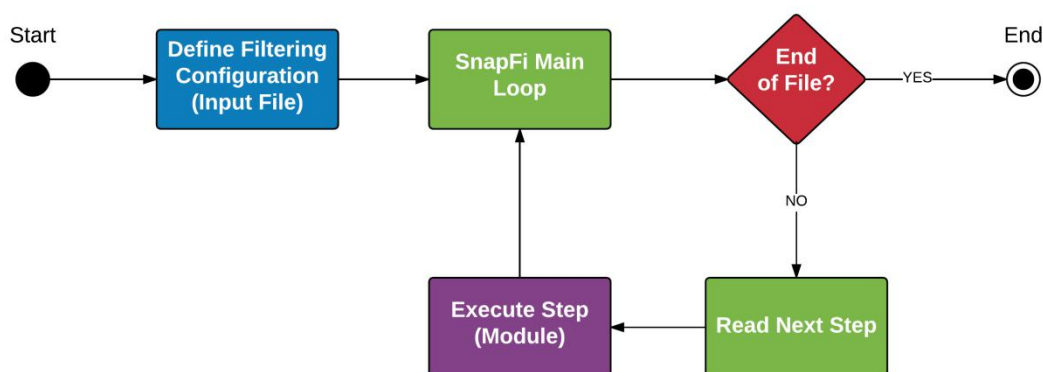 Start
Define Filtering
Configuration
(Input File)
SnapFi Main
Loop
End
of File?
YES
End
NO
Execute Step
(Module)
Read Next Step